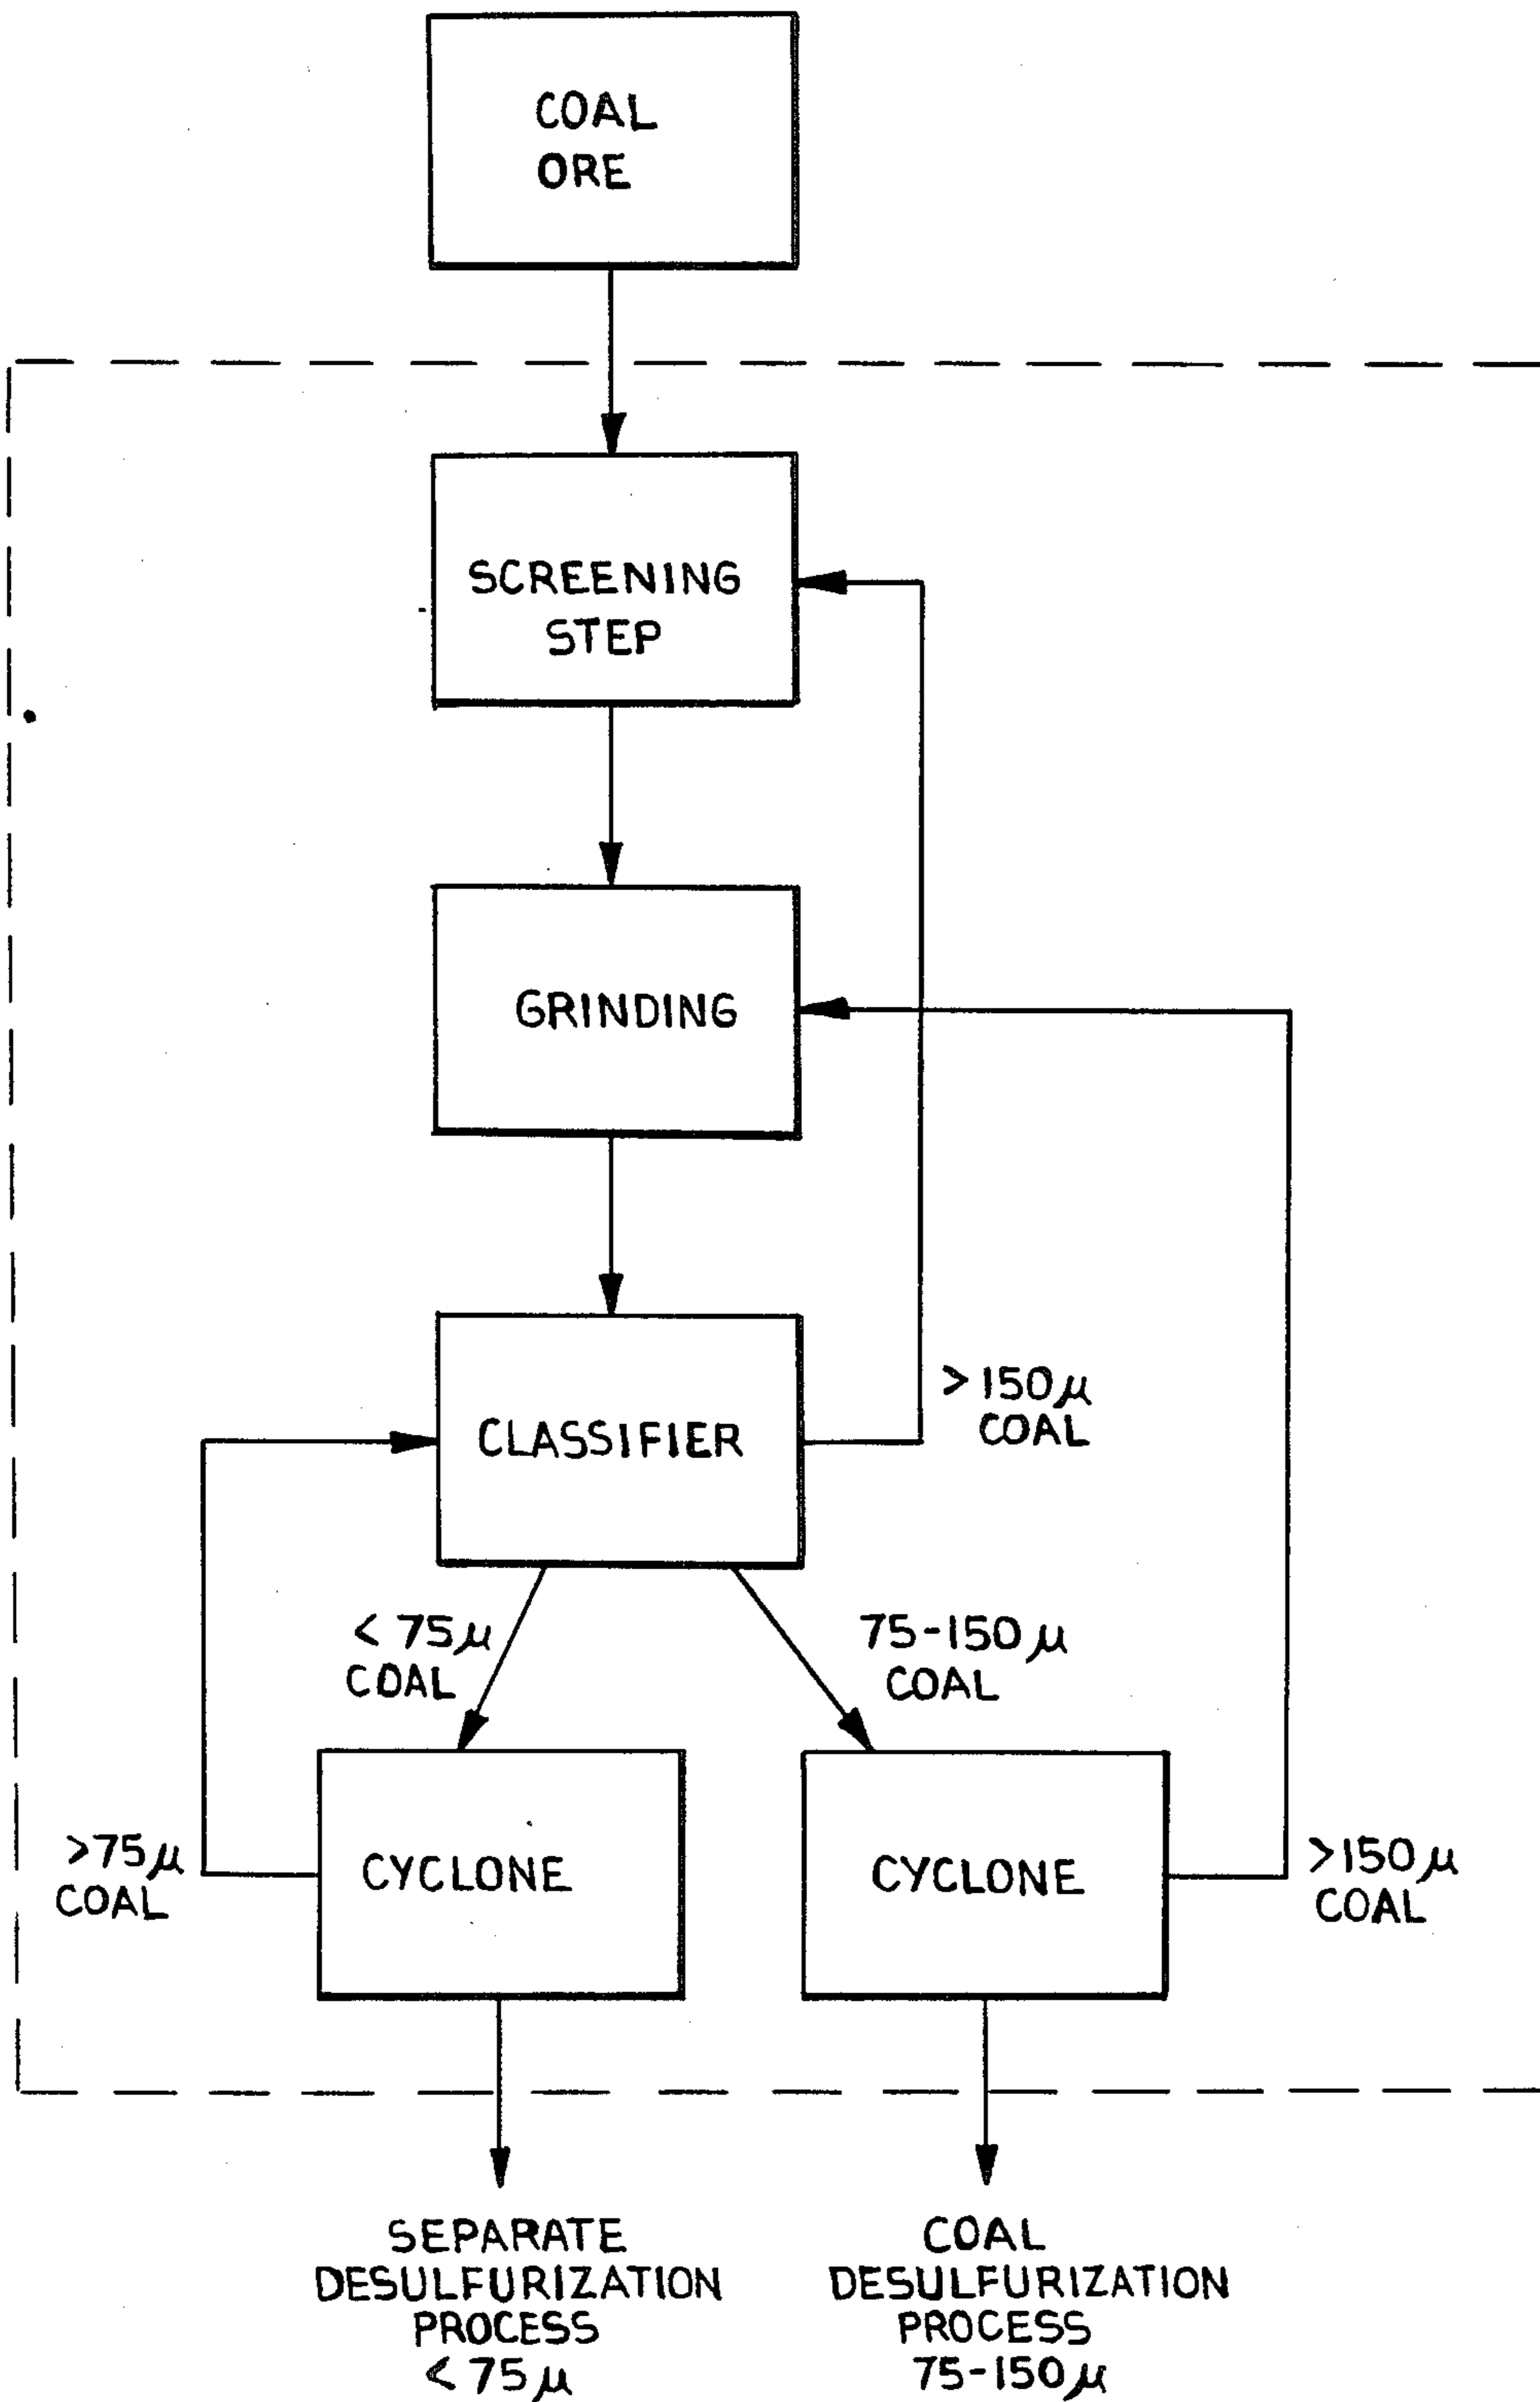 COAL
ORE
SCREENING
STEP
GRINDING
CLASSIFIER
>150μ
COAL
<75μ
COAL
75-150μ
COAL
>75μ
COAL
CYCLONE
CYCLONE
>150μ
COAL
SEPARATE
DESULFURIZATION
PROCESS
<75μ
COAL
DESULFURIZATION
PROCESS
75-150μ